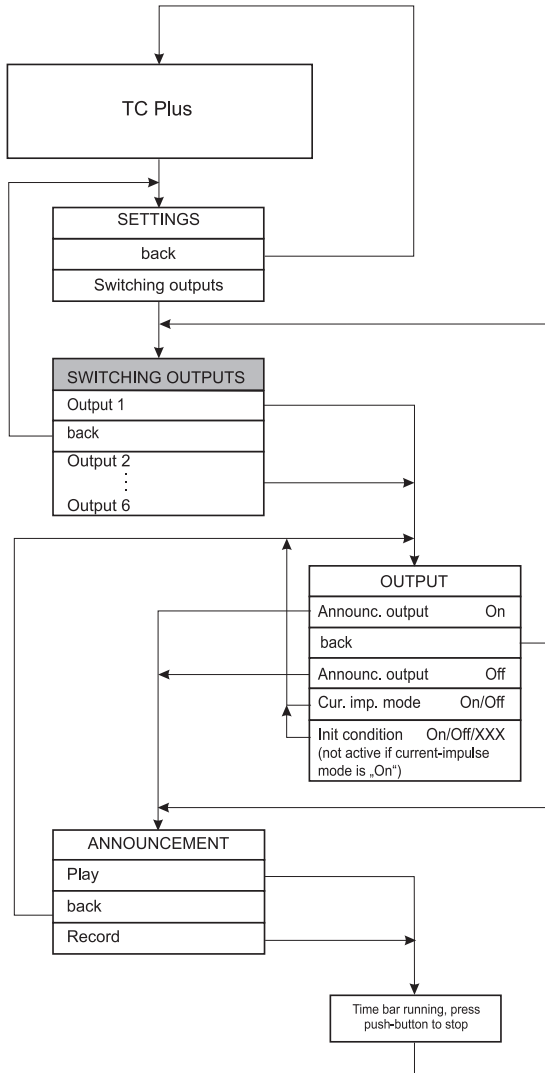 TC Plus
SETTINGS
back
Switching outputs
SWITCHING OUTPUTS
Output 1
back
Output 2
⋮
Output 6
OUTPUT
Announc. output On
back
Announc. output Off
Cur. imp. mode On/Off
Init condition On/Off/XXX
(not active if current-impulse
mode is „On“)
ANNOUNCEMENT
Play
back
Record
Time bar running, press
push-button to stop